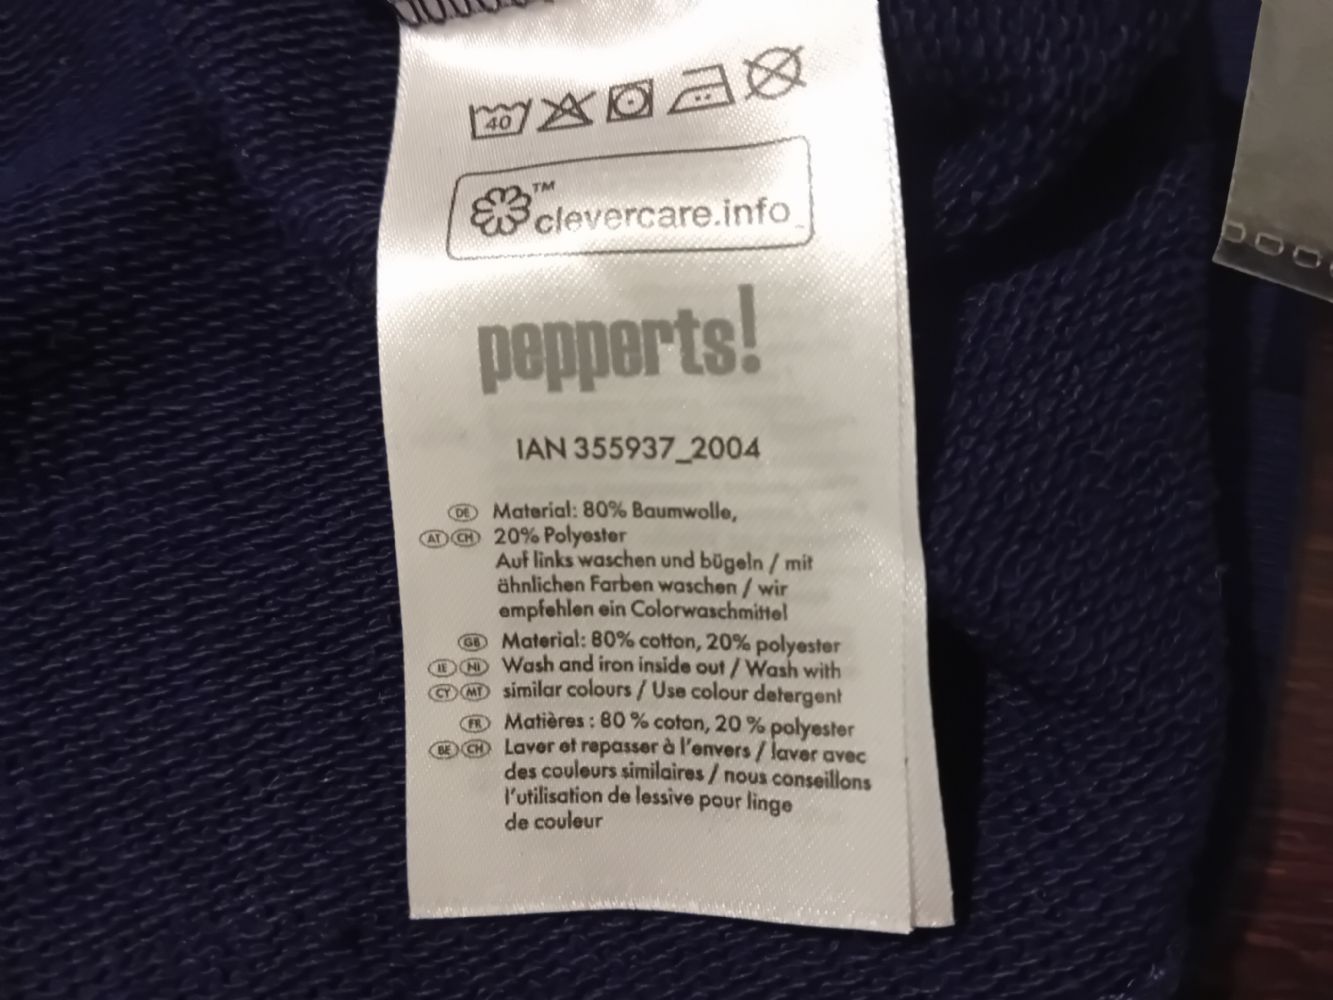 40
TM
clevercare.info
pepperts!
IAN 355937_2004
DE Material: 80% Baumwolle,
AT CH 20% Polyester
Auf links waschen und bügeln / mit
ähnlichen Farben waschen / wir
empfehlen ein Colorwaschmittel
GB Material: 80% cotton, 20% polyester
IE NI Wash and iron inside out / Wash with
CY MT similar colours / Use colour detergent
FR Matières : 80 % coton, 20 % polyester
BE CH Laver et repasser à l'envers / laver avec
des couleurs similaires / nous conseillons
l'utilisation de lessive pour linge
de couleur